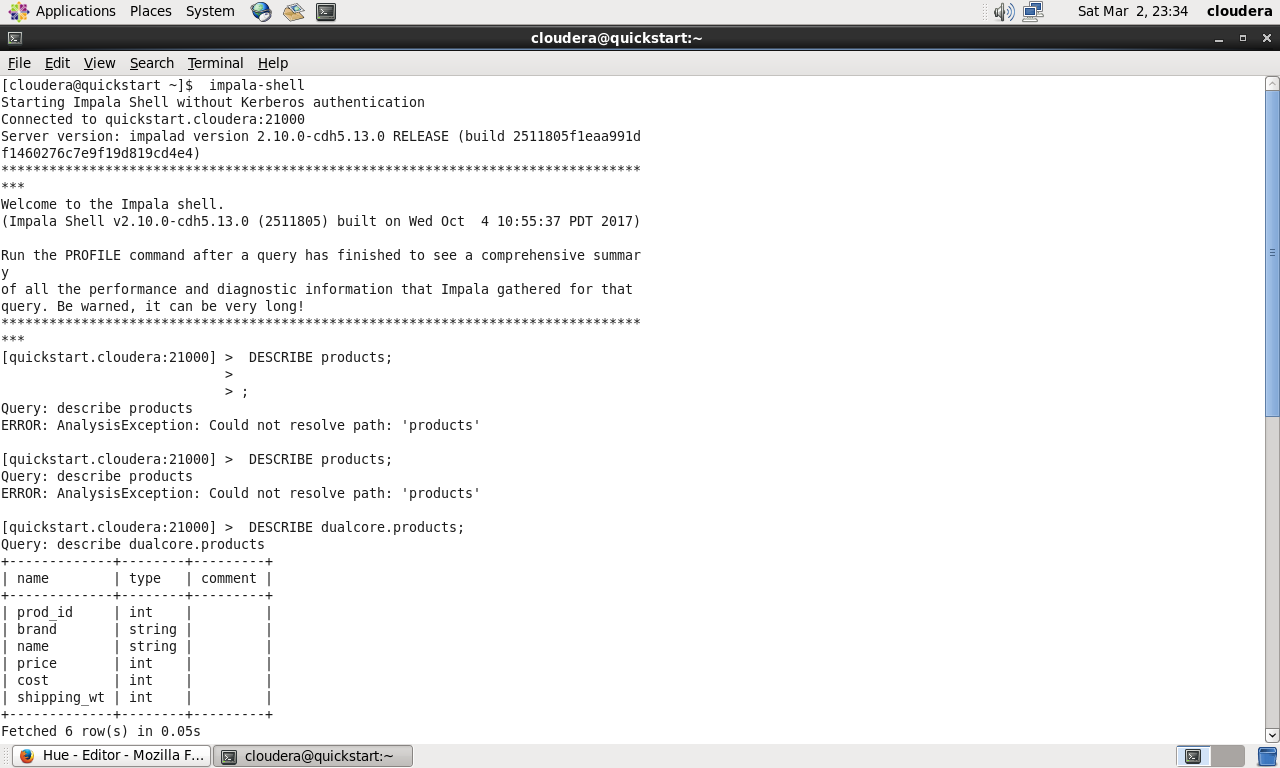 Applications Places System Sat Mar 2, 23:34 cloudera
cloudera@quickstart:~
File Edit View Search Terminal Help
[cloudera@quickstart ~]$  impala-shell
Starting Impala Shell without Kerberos authentication
Connected to quickstart.cloudera:21000
Server version: impalad version 2.10.0-cdh5.13.0 RELEASE (build 2511805f1eaa991d
f1460276c7e9f19d819cd4e4)
********************************************************************************
***
Welcome to the Impala shell.
(Impala Shell v2.10.0-cdh5.13.0 (2511805) built on Wed Oct  4 10:55:37 PDT 2017)
Run the PROFILE command after a query has finished to see a comprehensive summar
y
of all the performance and diagnostic information that Impala gathered for that
query. Be warned, it can be very long!
********************************************************************************
***
[quickstart.cloudera:21000] >  DESCRIBE products;
                            >
                            > ;
Query: describe products
ERROR: AnalysisException: Could not resolve path: 'products'
[quickstart.cloudera:21000] >  DESCRIBE products;
Query: describe products
ERROR: AnalysisException: Could not resolve path: 'products'
[quickstart.cloudera:21000] >  DESCRIBE dualcore.products;
Query: describe dualcore.products
+-------------+--------+---------+
| name        | type   | comment |
+-------------+--------+---------+
| prod_id     | int    |         |
| brand       | string |         |
| name        | string |         |
| price       | int    |         |
| cost        | int    |         |
| shipping_wt | int    |         |
+-------------+--------+---------+
Fetched 6 row(s) in 0.05s
Hue - Editor - Mozilla F... cloudera@quickstart:~